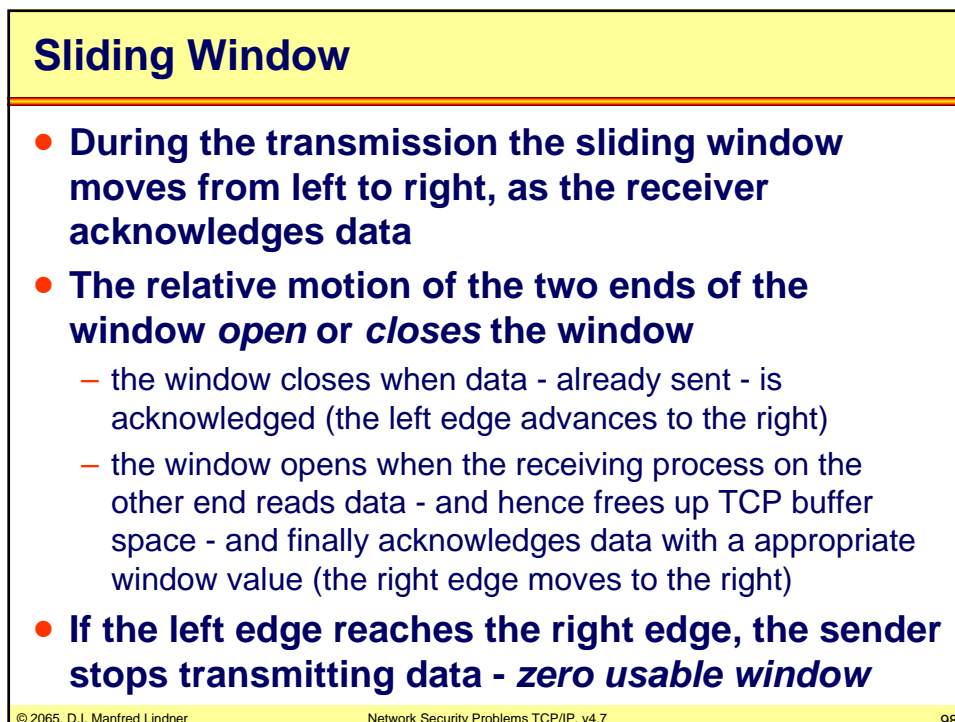 Sliding Window
• During the transmission the sliding window
moves from left to right, as the receiver
acknowledges data
• The relative motion of the two ends of the
window open or closes the window
– the window closes when data - already sent - is
acknowledged (the left edge advances to the right)
– the window opens when the receiving process on the
other end reads data - and hence frees up TCP buffer
space - and finally acknowledges data with a appropriate
window value (the right edge moves to the right)
• If the left edge reaches the right edge, the sender
stops transmitting data - zero usable window
© 2065, D.I. Manfred Lindner Network Security Problems TCP/IP, v4.7 98